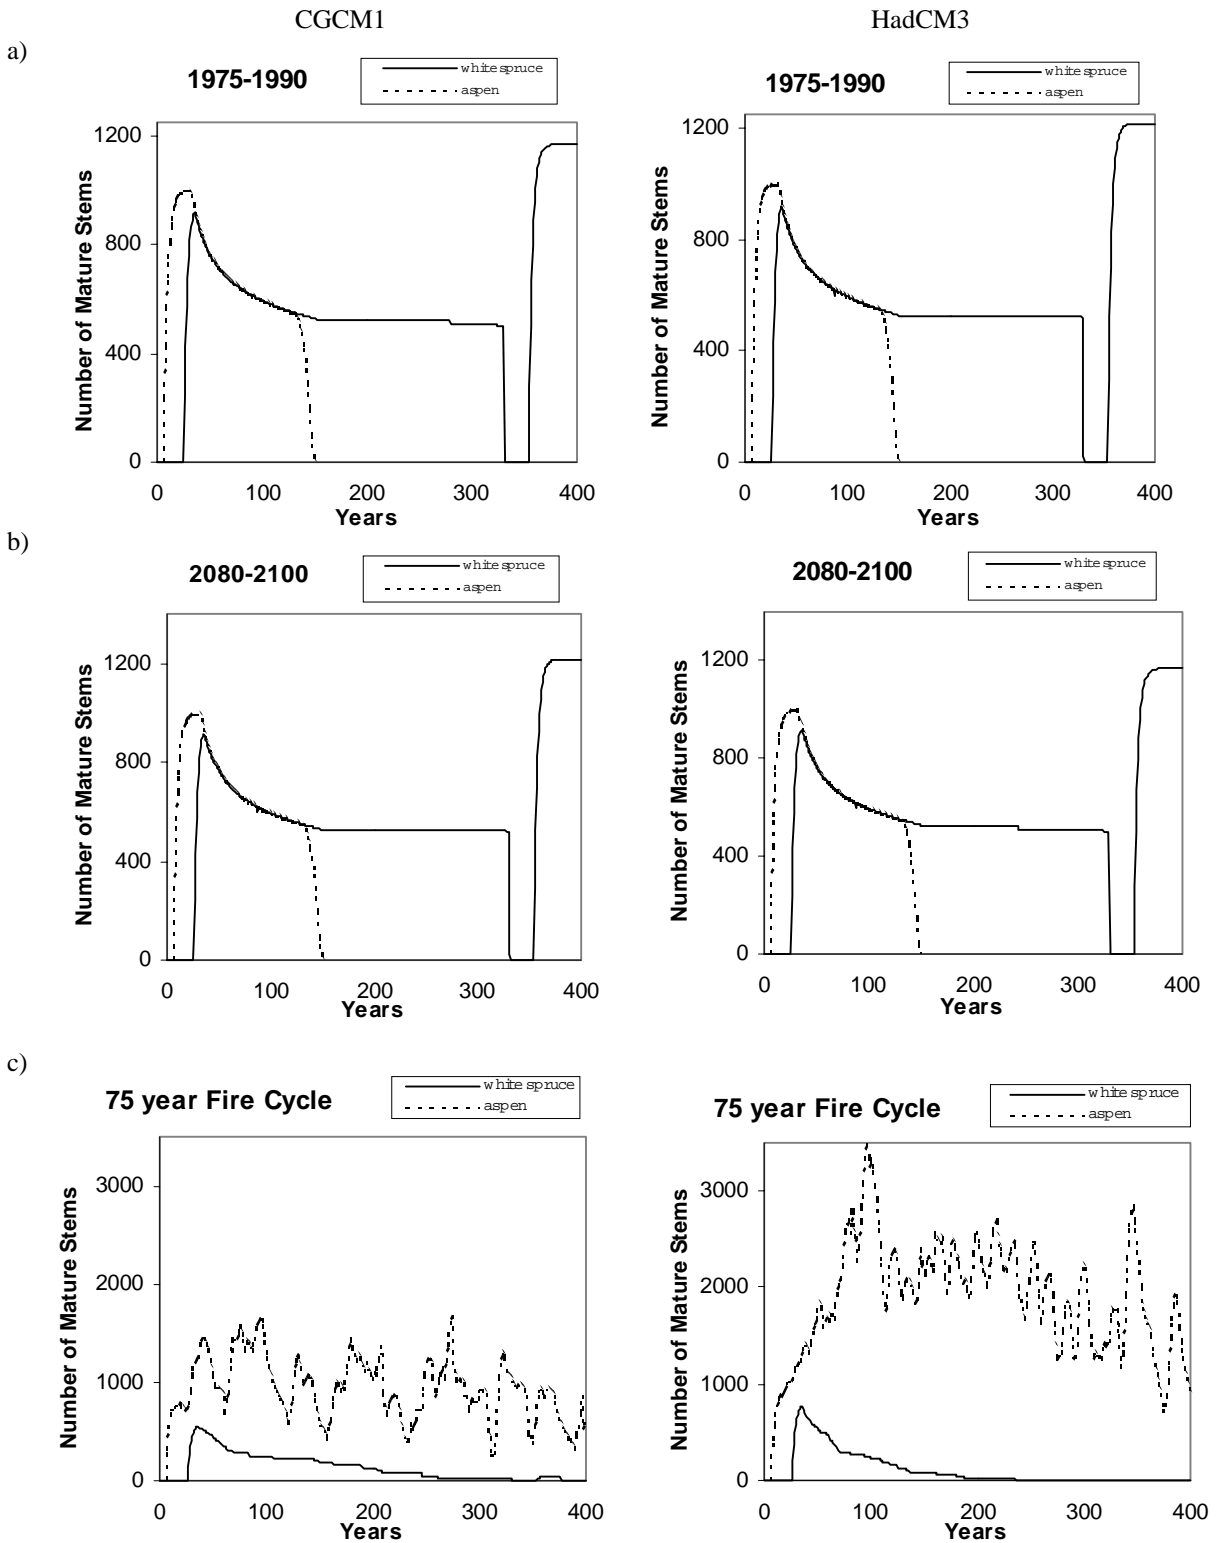 CGCM1
HadCM3
a)
1975-1990
white spruce
aspen
Number of Mature Stems
1200
800
400
0
0 100 200 300 400
Years
1975-1990
white spruce
aspen
Number of Mature Stems
1200
800
400
0
0 100 200 300 400
Years
b)
2080-2100
white spruce
aspen
Number of Mature Stems
1200
800
400
0
0 100 200 300 400
Years
2080-2100
white spruce
aspen
Number of Mature Stems
1200
800
400
0
0 100 200 300 400
Years
c)
75 year Fire Cycle
white spruce
aspen
Number of Mature Stems
3000
2000
1000
0
0 100 200 300 400
Years
75 year Fire Cycle
white spruce
aspen
Number of Mature Stems
3000
2000
1000
0
0 100 200 300 400
Years